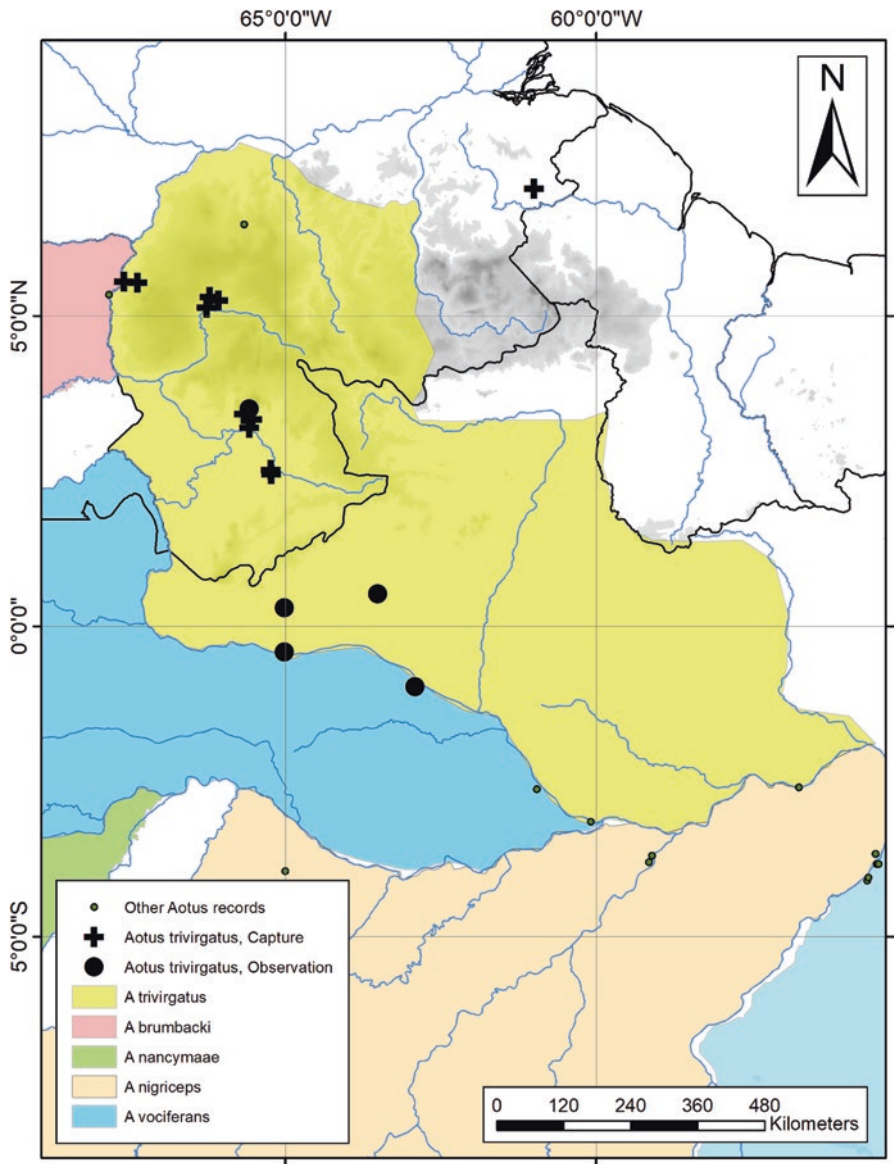 65°0'0"W 60°0'0"W
N
5°0'0"N
0°0'0"
5°0'0"S
Other Aotus records
Aotus trivirgatus, Capture
Aotus trivirgatus, Observation
A trivirgatus
A brumbacki
A nancymaae
A nigriceps
A vociferans
0 120 240 360 480
Kilometers